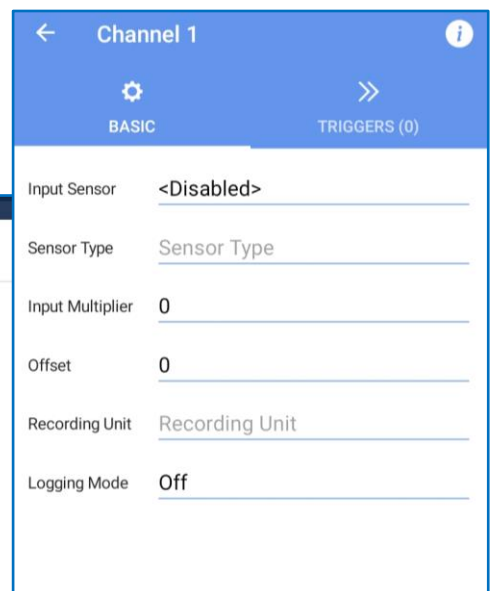 Channel 1
BASIC
TRIGGERS (0)
Input Sensor <Disabled>
Sensor Type Sensor Type
Input Multiplier 0
Offset 0
Recording Unit Recording Unit
Logging Mode Off